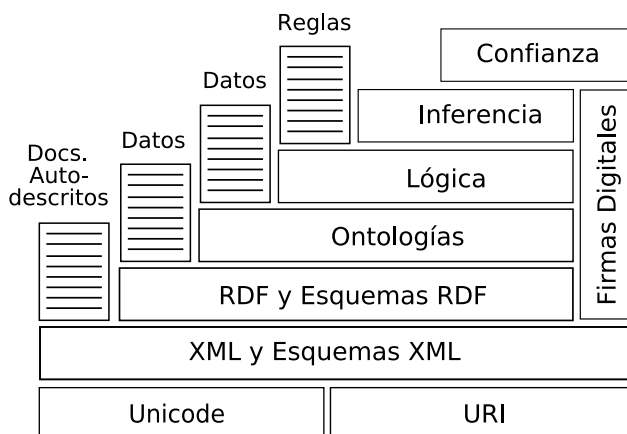 Reglas
Confianza
Datos
Inferencia
Datos
Docs.
Auto-
descritos
Lógica
Firmas Digitales
Ontologías
RDF y Esquemas RDF
XML y Esquemas XML
Unicode
URI